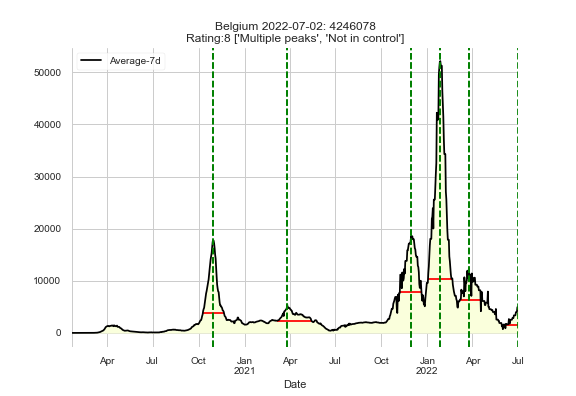 Belgium 2022-07-02: 4246078
Rating:8 ['Multiple peaks', 'Not in control']
Average-7d
50000
40000
30000
20000
10000
0
Apr Jul Oct Jan Apr Jul Oct Jan Apr Jul
2021 2022
Date